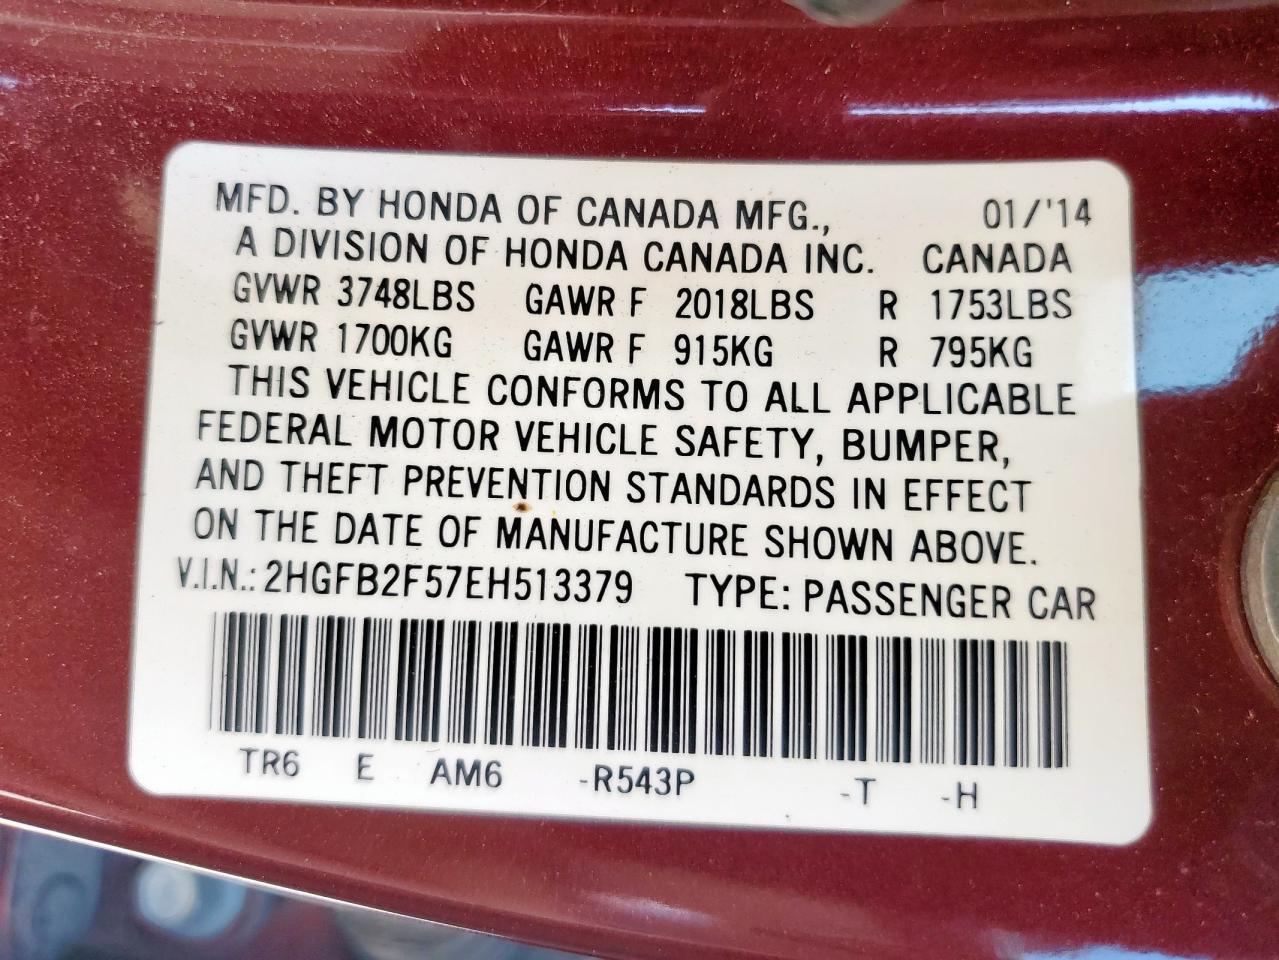 MFD. BY HONDA OF CANADA MFG., 01/'14
A DIVISION OF HONDA CANADA INC. CANADA
GVWR 3748LBS GAWR F 2018LBS R 1753LBS
GVWR 1700KG GAWR F 915KG R 795KG
THIS VEHICLE CONFORMS TO ALL APPLICABLE
FEDERAL MOTOR VEHICLE SAFETY, BUMPER,
AND THEFT PREVENTION STANDARDS IN EFFECT
ON THE DATE OF MANUFACTURE SHOWN ABOVE.
V.I.N.: 2HGFB2F57EH513379 TYPE: PASSENGER CAR
TR6 E AM6 -R543P -T -H